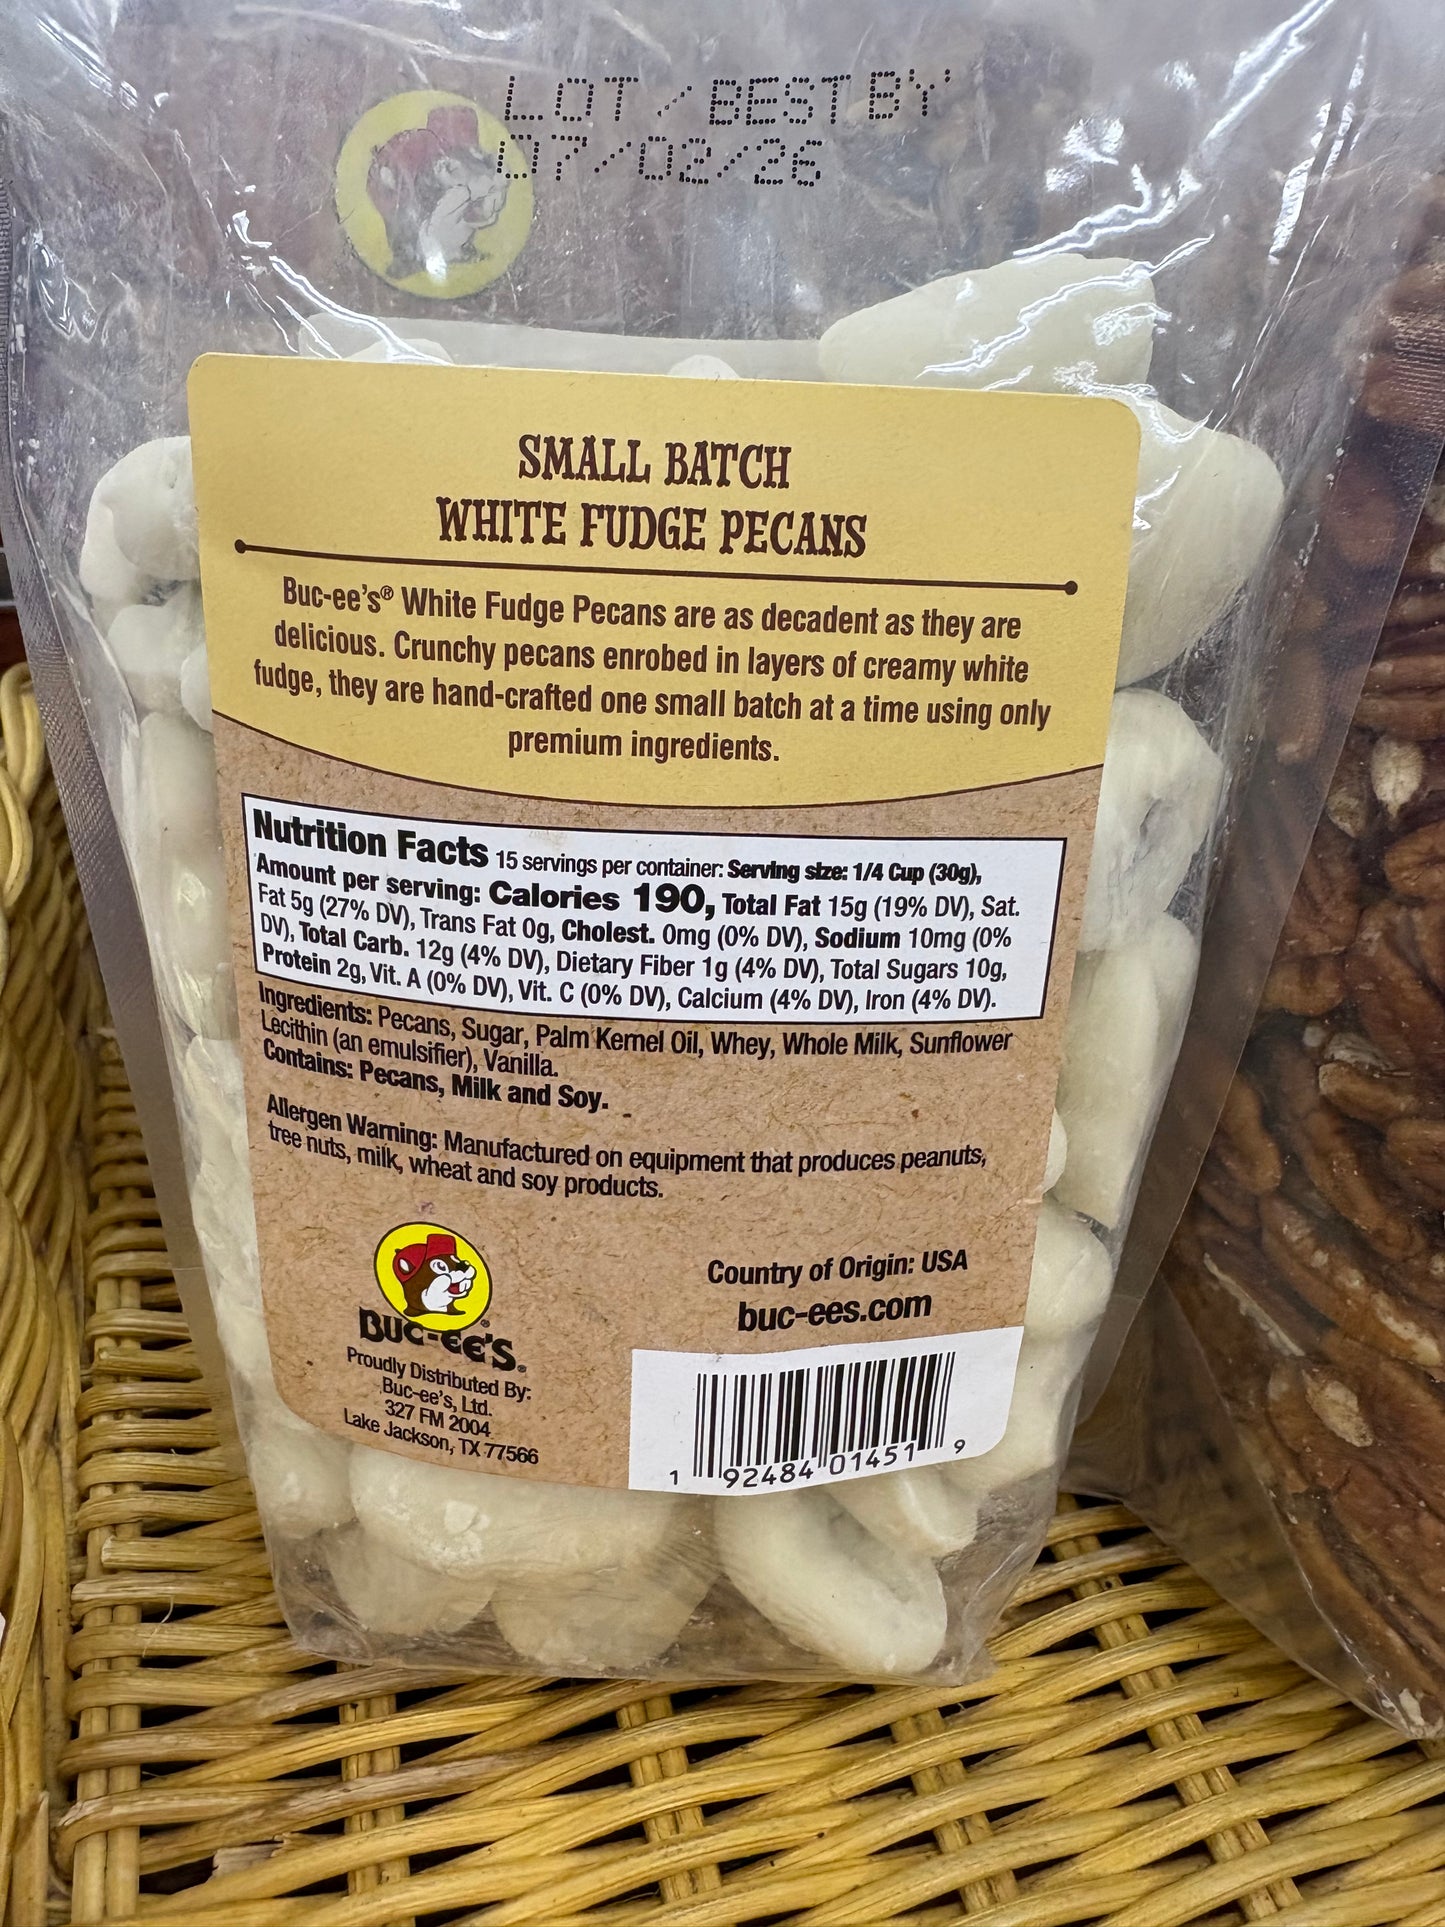 LOT / BEST BY
07/02/26
SMALL BATCH
WHITE FUDGE PECANS
Buc-ee's® White Fudge Pecans are as decadent as they are
delicious. Crunchy pecans enrobed in layers of creamy white
fudge, they are hand-crafted one small batch at a time using only
premium ingredients.
Nutrition Facts 15 servings per container: Serving size: 1/4 Cup (30g),
Amount per serving: Calories 190, Total Fat 15g (19% DV), Sat.
Fat 5g (27% DV), Trans Fat 0g, Cholest. 0mg (0% DV), Sodium 10mg (0%
DV), Total Carb. 12g (4% DV), Dietary Fiber 1g (4% DV), Total Sugars 10g,
Protein 2g, Vit. A (0% DV), Vit. C (0% DV), Calcium (4% DV), Iron (4% DV).
Ingredients: Pecans, Sugar, Palm Kernel Oil, Whey, Whole Milk, Sunflower
Lecithin (an emulsifier), Vanilla.
Contains: Pecans, Milk and Soy.
Allergen Warning: Manufactured on equipment that produces peanuts,
tree nuts, milk, wheat and soy products.
BUC-EE'S®
Proudly Distributed By:
Buc-ee's, Ltd.
327 FM 2004
Lake Jackson, TX 77566
Country of Origin: USA
buc-ees.com
1 92484 01451 9